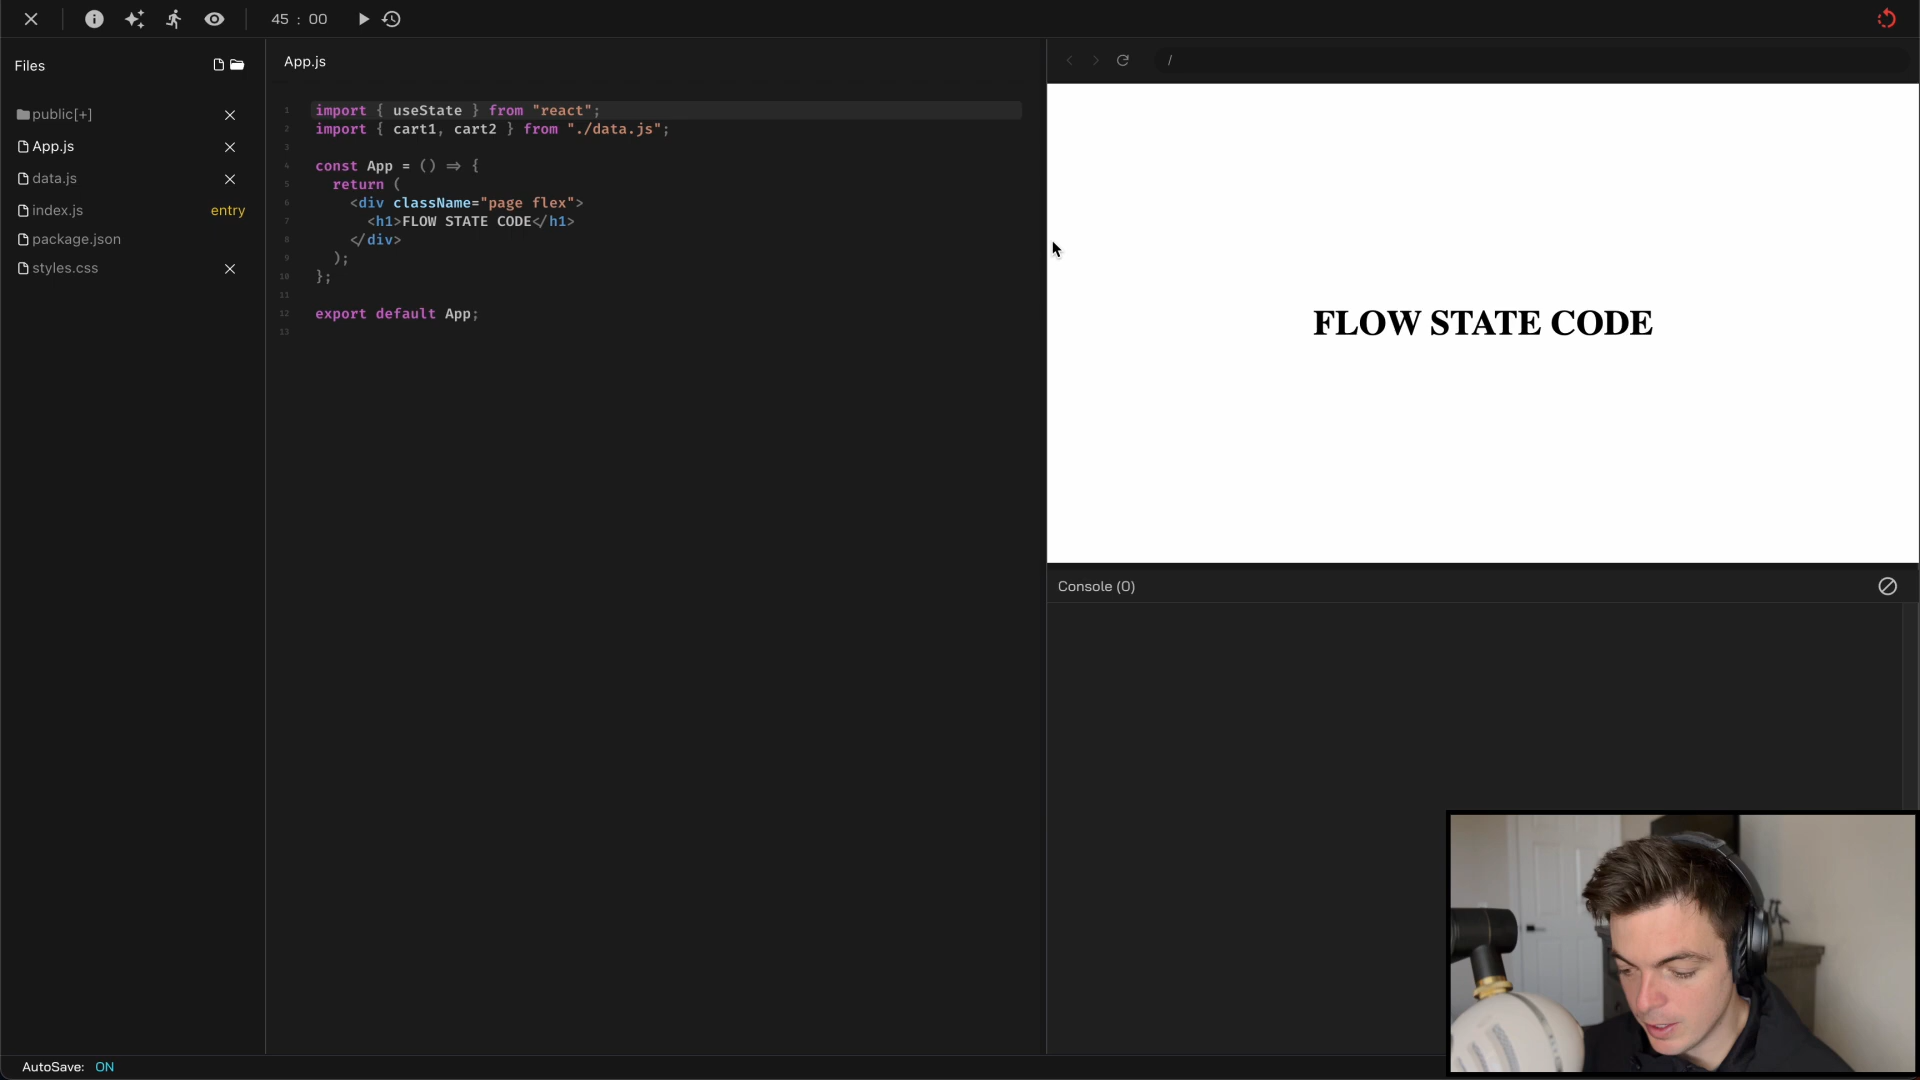 45 : 00
Files
App.js
/
public[+]
App.js
data.js
index.js entry
package.json
styles.css
1 import { useState } from "react";
2 import { cart1, cart2 } from "./data.js";
3
4 const App = () => {
5 return (
6 <div className="page flex">
7 <h1>FLOW STATE CODE</h1>
8 </div>
9 );
10 };
11
12 export default App;
13
FLOW STATE CODE
Console (0)
AutoSave: ON